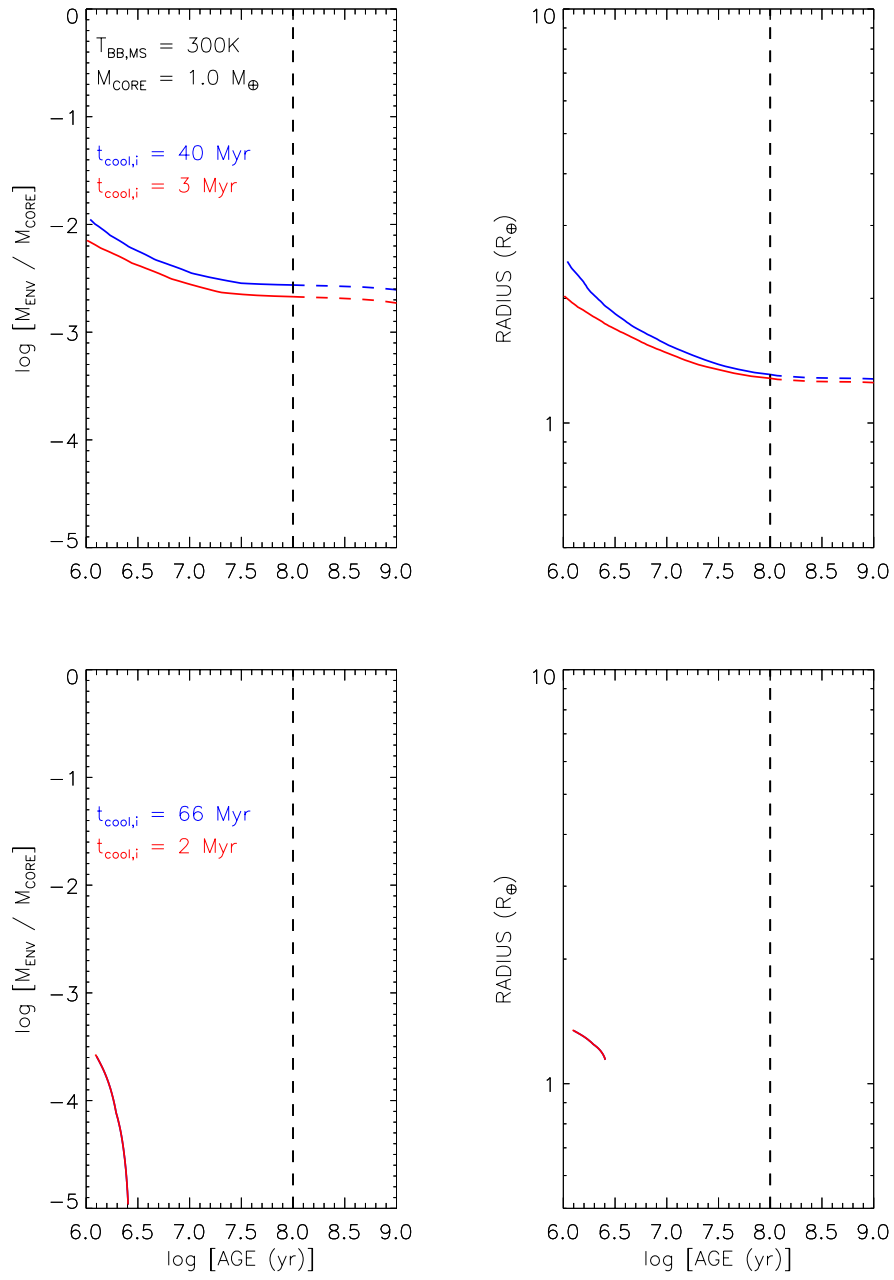 T_BB,MS = 300K
M_CORE = 1.0 M_⊕
t_cool,i = 40 Myr
t_cool,i = 3 Myr
log [M_ENV / M_CORE]
0
−1
−2
−3
−4
−5
6.0 6.5 7.0 7.5 8.0 8.5 9.0
RADIUS (R_⊕)
10
1
6.0 6.5 7.0 7.5 8.0 8.5 9.0
t_cool,i = 66 Myr
t_cool,i = 2 Myr
log [M_ENV / M_CORE]
0
−1
−2
−3
−4
−5
6.0 6.5 7.0 7.5 8.0 8.5 9.0
log [AGE (yr)]
RADIUS (R_⊕)
10
1
6.0 6.5 7.0 7.5 8.0 8.5 9.0
log [AGE (yr)]